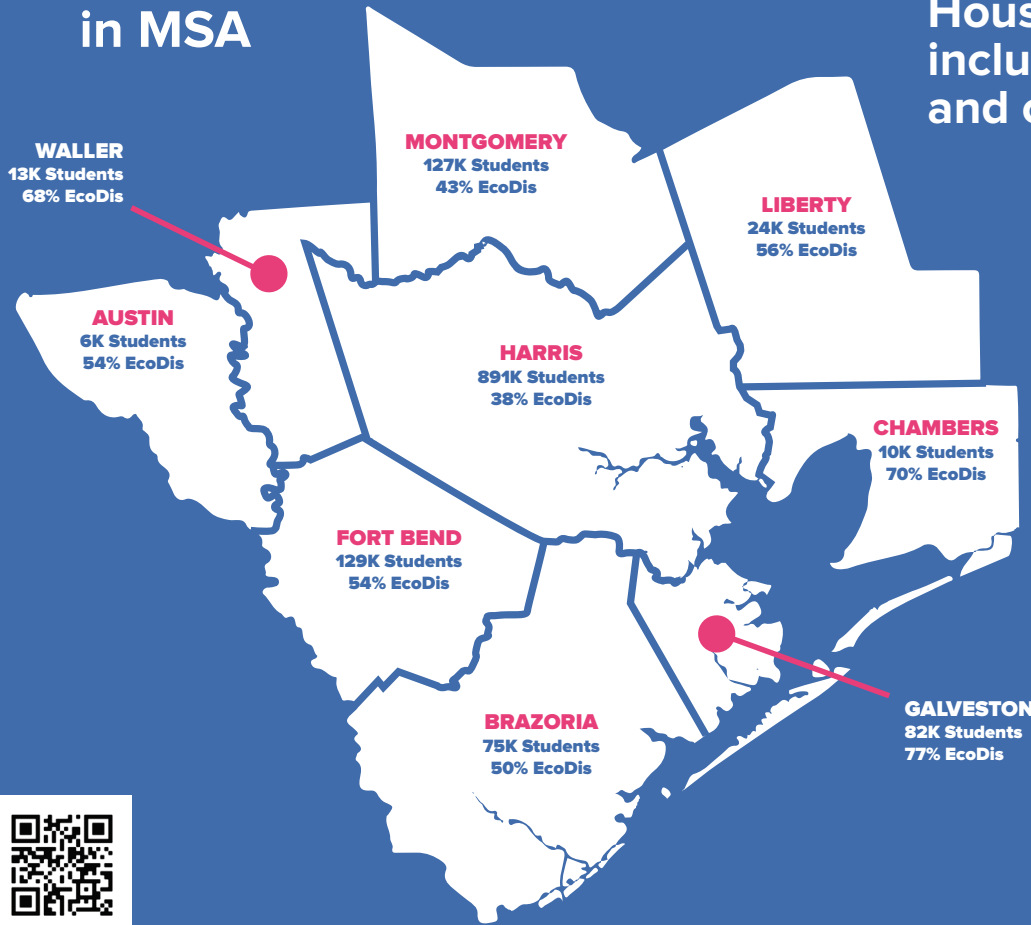 in MSA
inclu
and
WALLER
13K Students
68% EcoDis
MONTGOMERY
127K Students
43% EcoDis
LIBERTY
24K Students
56% EcoDis
AUSTIN
6K Students
54% EcoDis
HARRIS
891K Students
38% EcoDis
CHAMBERS
10K Students
70% EcoDis
FORT BEND
129K Students
54% EcoDis
BRAZORIA
75K Students
50% EcoDis
GALVESTON
82K Students
77% EcoDis